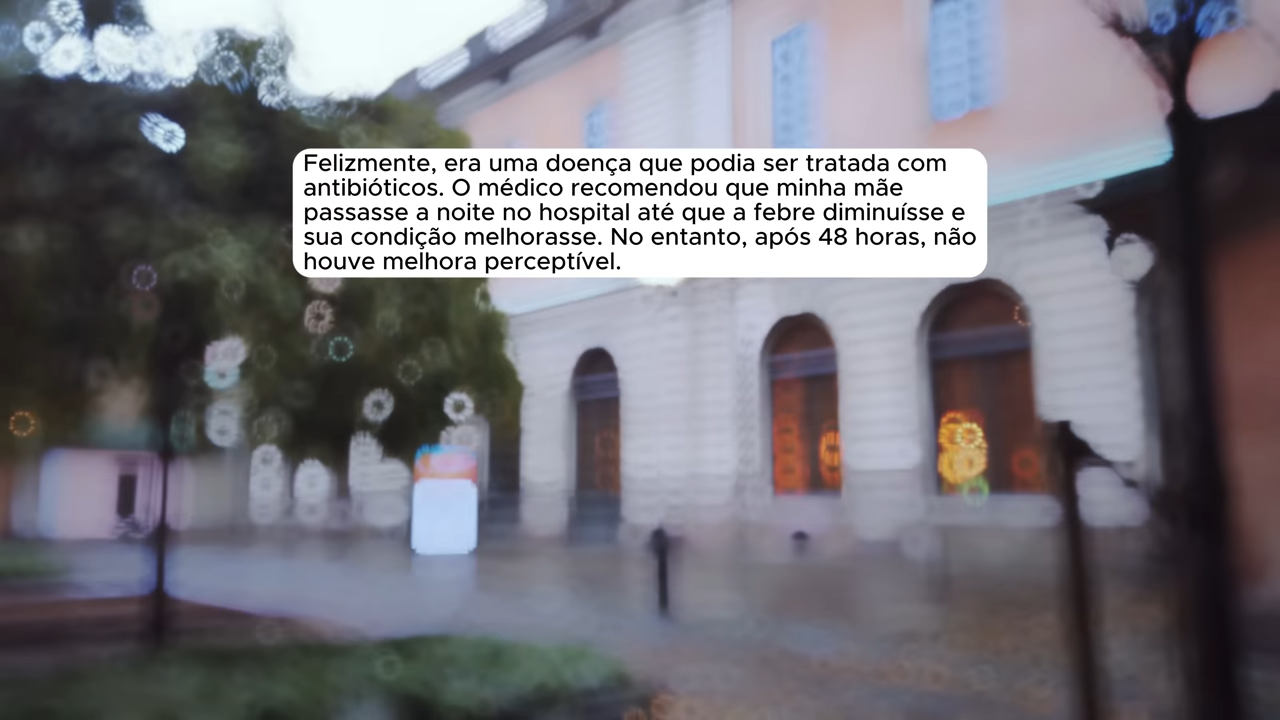 Felizmente, era uma doença que podia ser tratada com
antibióticos. O médico recomendou que minha mãe
passasse a noite no hospital até que a febre diminuísse e
sua condição melhorasse. No entanto, após 48 horas, não
houve melhora perceptível.